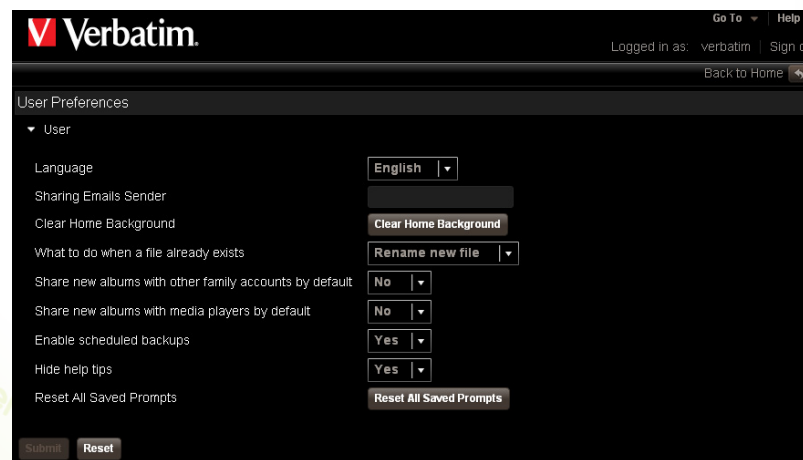 Verbatim.
Go To | Help
Logged in as: verbatim | Sign
Back to Home
User Preferences
User
Language English
Sharing Emails Sender
Clear Home Background Clear Home Background
What to do when a file already exists Rename new file
Share new albums with other family accounts by default No
Share new albums with media players by default No
Enable scheduled backups Yes
Hide help tips Yes
Reset All Saved Prompts Reset All Saved Prompts
Submit Reset